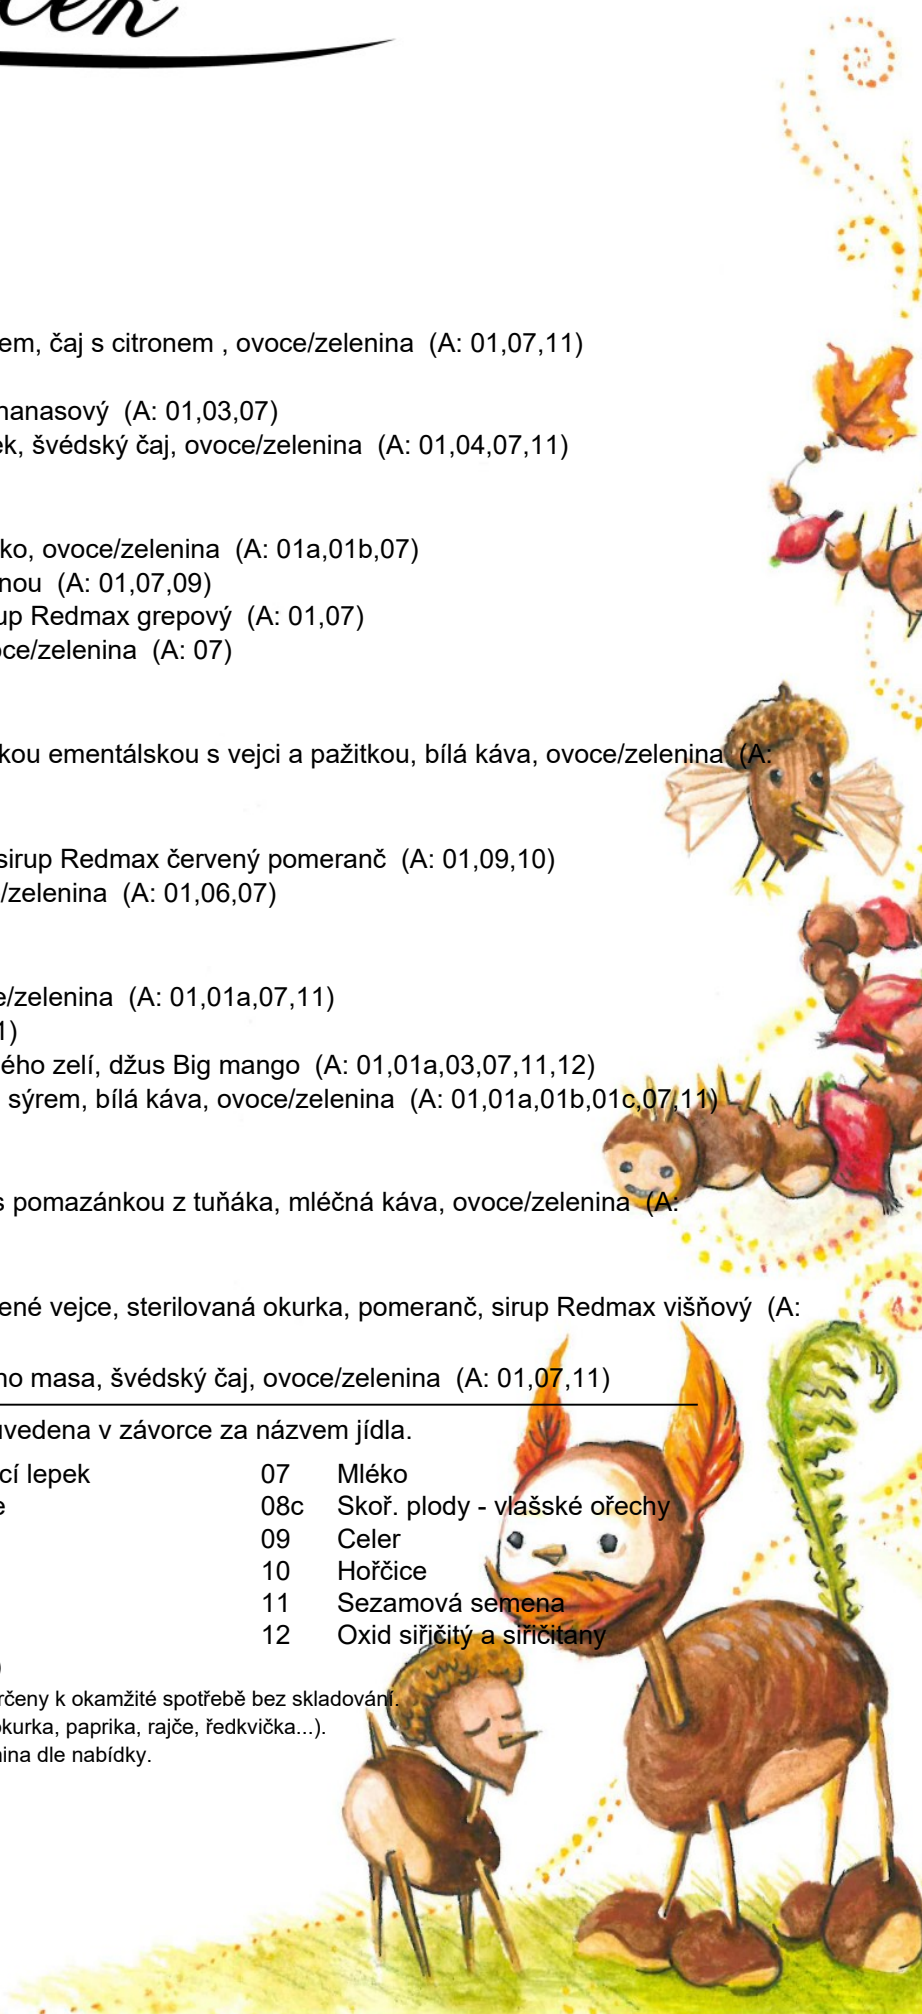 em, čaj s citronem , ovoce/zelenina (A: 01,07,11)
nanasový (A: 01,03,07)
ek, švédský čaj, ovoce/zelenina (A: 01,04,07,11)
ko, ovoce/zelenina (A: 01a,01b,07)
nou (A: 01,07,09)
up Redmax grepový (A: 01,07)
oce/zelenina (A: 07)
kou ementálskou s vejci a pažitkou, bílá káva, ovoce/zelenina (A:
sirup Redmax červený pomeranč (A: 01,09,10)
/zelenina (A: 01,06,07)
e/zelenina (A: 01,01a,07,11)
1)
ého zelí, džus Big mango (A: 01,01a,03,07,11,12)
sýrem, bílá káva, ovoce/zelenina (A: 01,01a,01b,01c,07,11)
s pomazánkou z tuňáka, mléčná káva, ovoce/zelenina (A:
ené vejce, sterilovaná okurka, pomeranč, sirup Redmax višňový (A:
ho masa, švédský čaj, ovoce/zelenina (A: 01,07,11)
uvedena v závorce za názvem jídla.
cí lepek 07 Mléko
e 08c Skoř. plody - vlašské ořechy
09 Celer
10 Hořčice
11 Sezamová semena
12 Oxid siřičitý a siřičitany
)
rčeny k okamžité spotřebě bez skladování.
okurka, paprika, rajče, ředkvička...).
nina dle nabídky.